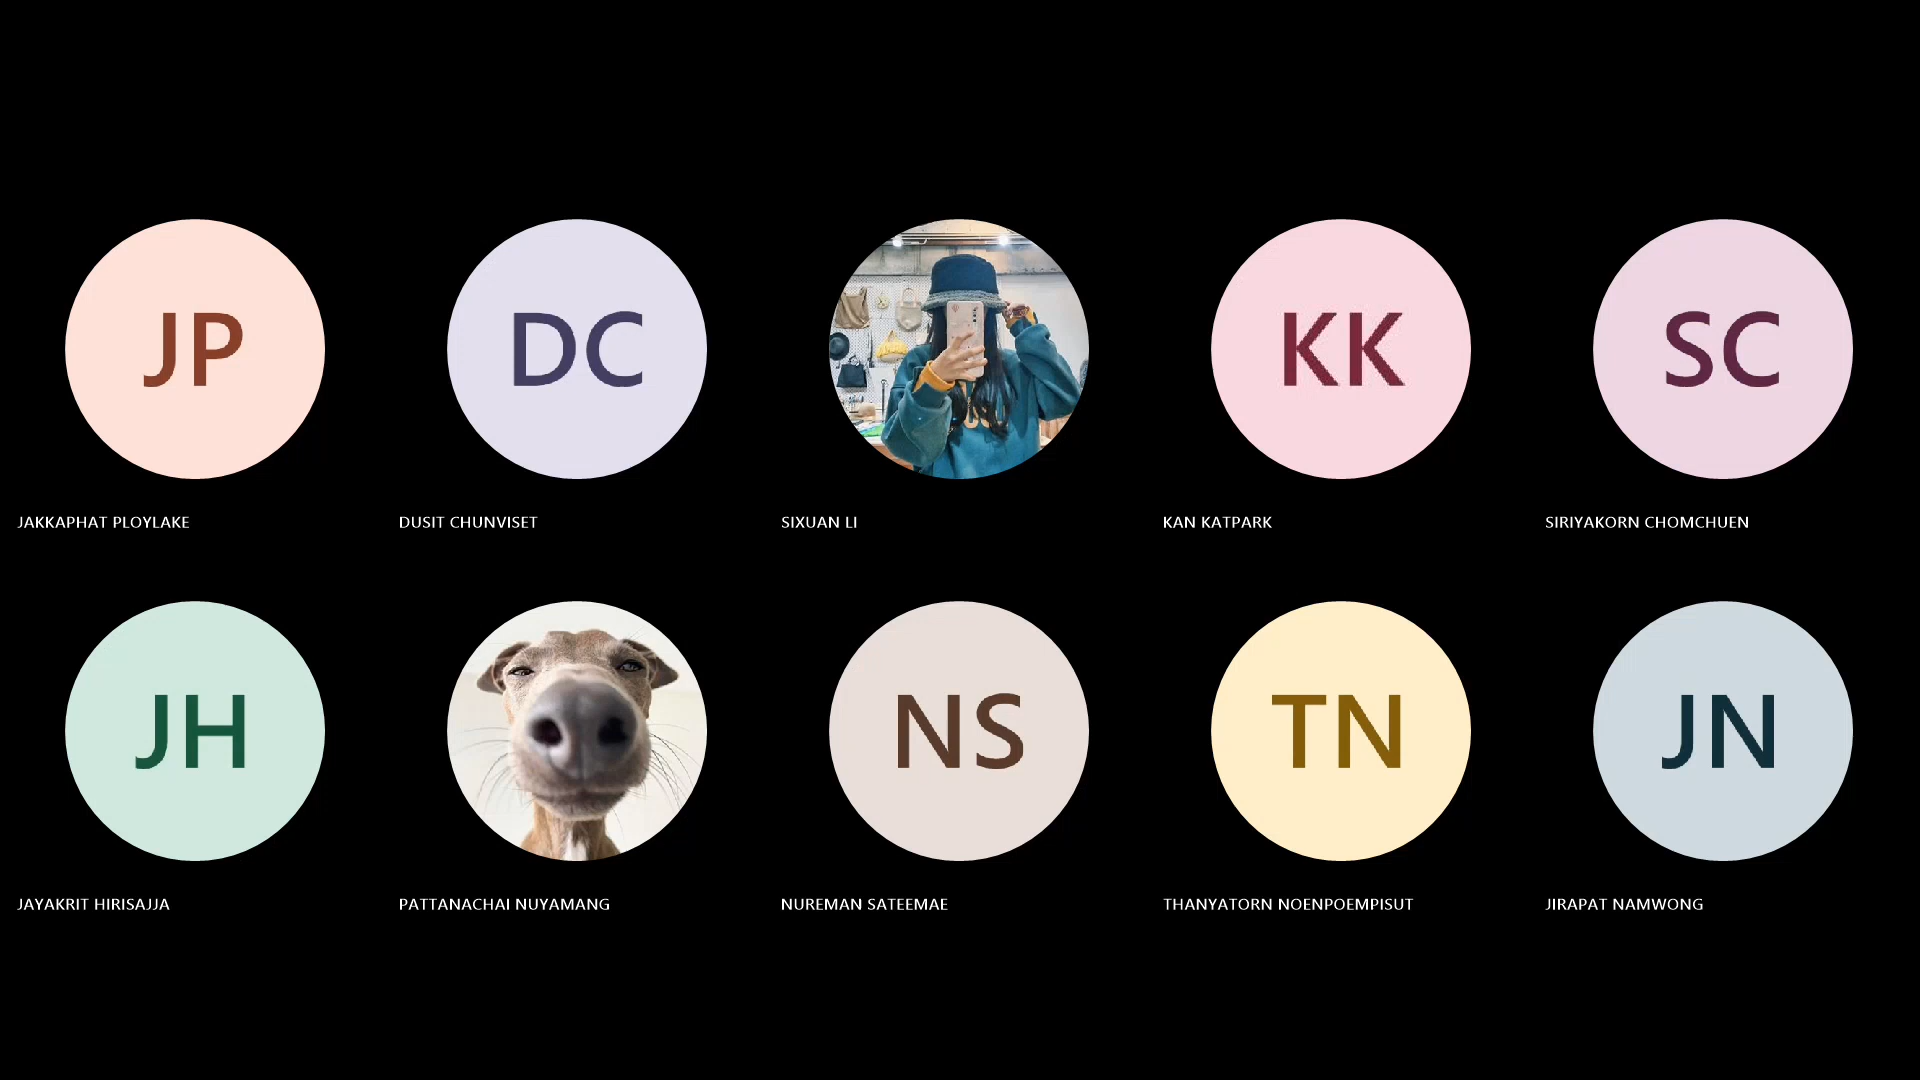 JP
DC
KK
SC
JAKKAPHAT PLOYLAKE
DUSIT CHUNVISET
SIXUAN LI
KAN KATPARK
SIRIYAKORN CHOMCHUEN
JH
NS
TN
JN
JAYAKRIT HIRISAJJA
PATTANACHAI NUYAMANG
NUREMAN SATEEMAE
THANYATORN NOENPOEMPISUT
JIRAPAT NAMWONG